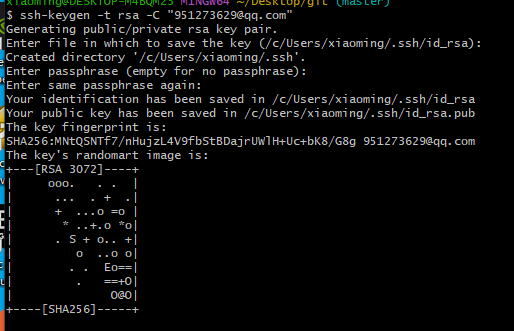 xiaoming@DESKTOP-M4BQM25 MINGW64 ~/Desktop/git (master)
$ ssh-keygen -t rsa -C "951273629@qq.com"
Generating public/private rsa key pair.
Enter file in which to save the key (/c/Users/xiaoming/.ssh/id_rsa):
Created directory '/c/Users/xiaoming/.ssh'.
Enter passphrase (empty for no passphrase):
Enter same passphrase again:
Your identification has been saved in /c/Users/xiaoming/.ssh/id_rsa
Your public key has been saved in /c/Users/xiaoming/.ssh/id_rsa.pub
The key fingerprint is:
SHA256:MNtQSNTf7/nHujzL4V9fbStBDajrUWlH+Uc+bK8/G8g 951273629@qq.com
The key's randomart image is:
+---[RSA 3072]----+
|     ooo.   . .  |
|      ...  . +  .|
|      +  ...o =o |
|       * ..+.o *o|
|      . S + o.. +|
|         o  ..o o|
|        . .  Eo==|
|         .   ==+O|
|              O@O|
+----[SHA256]-----+